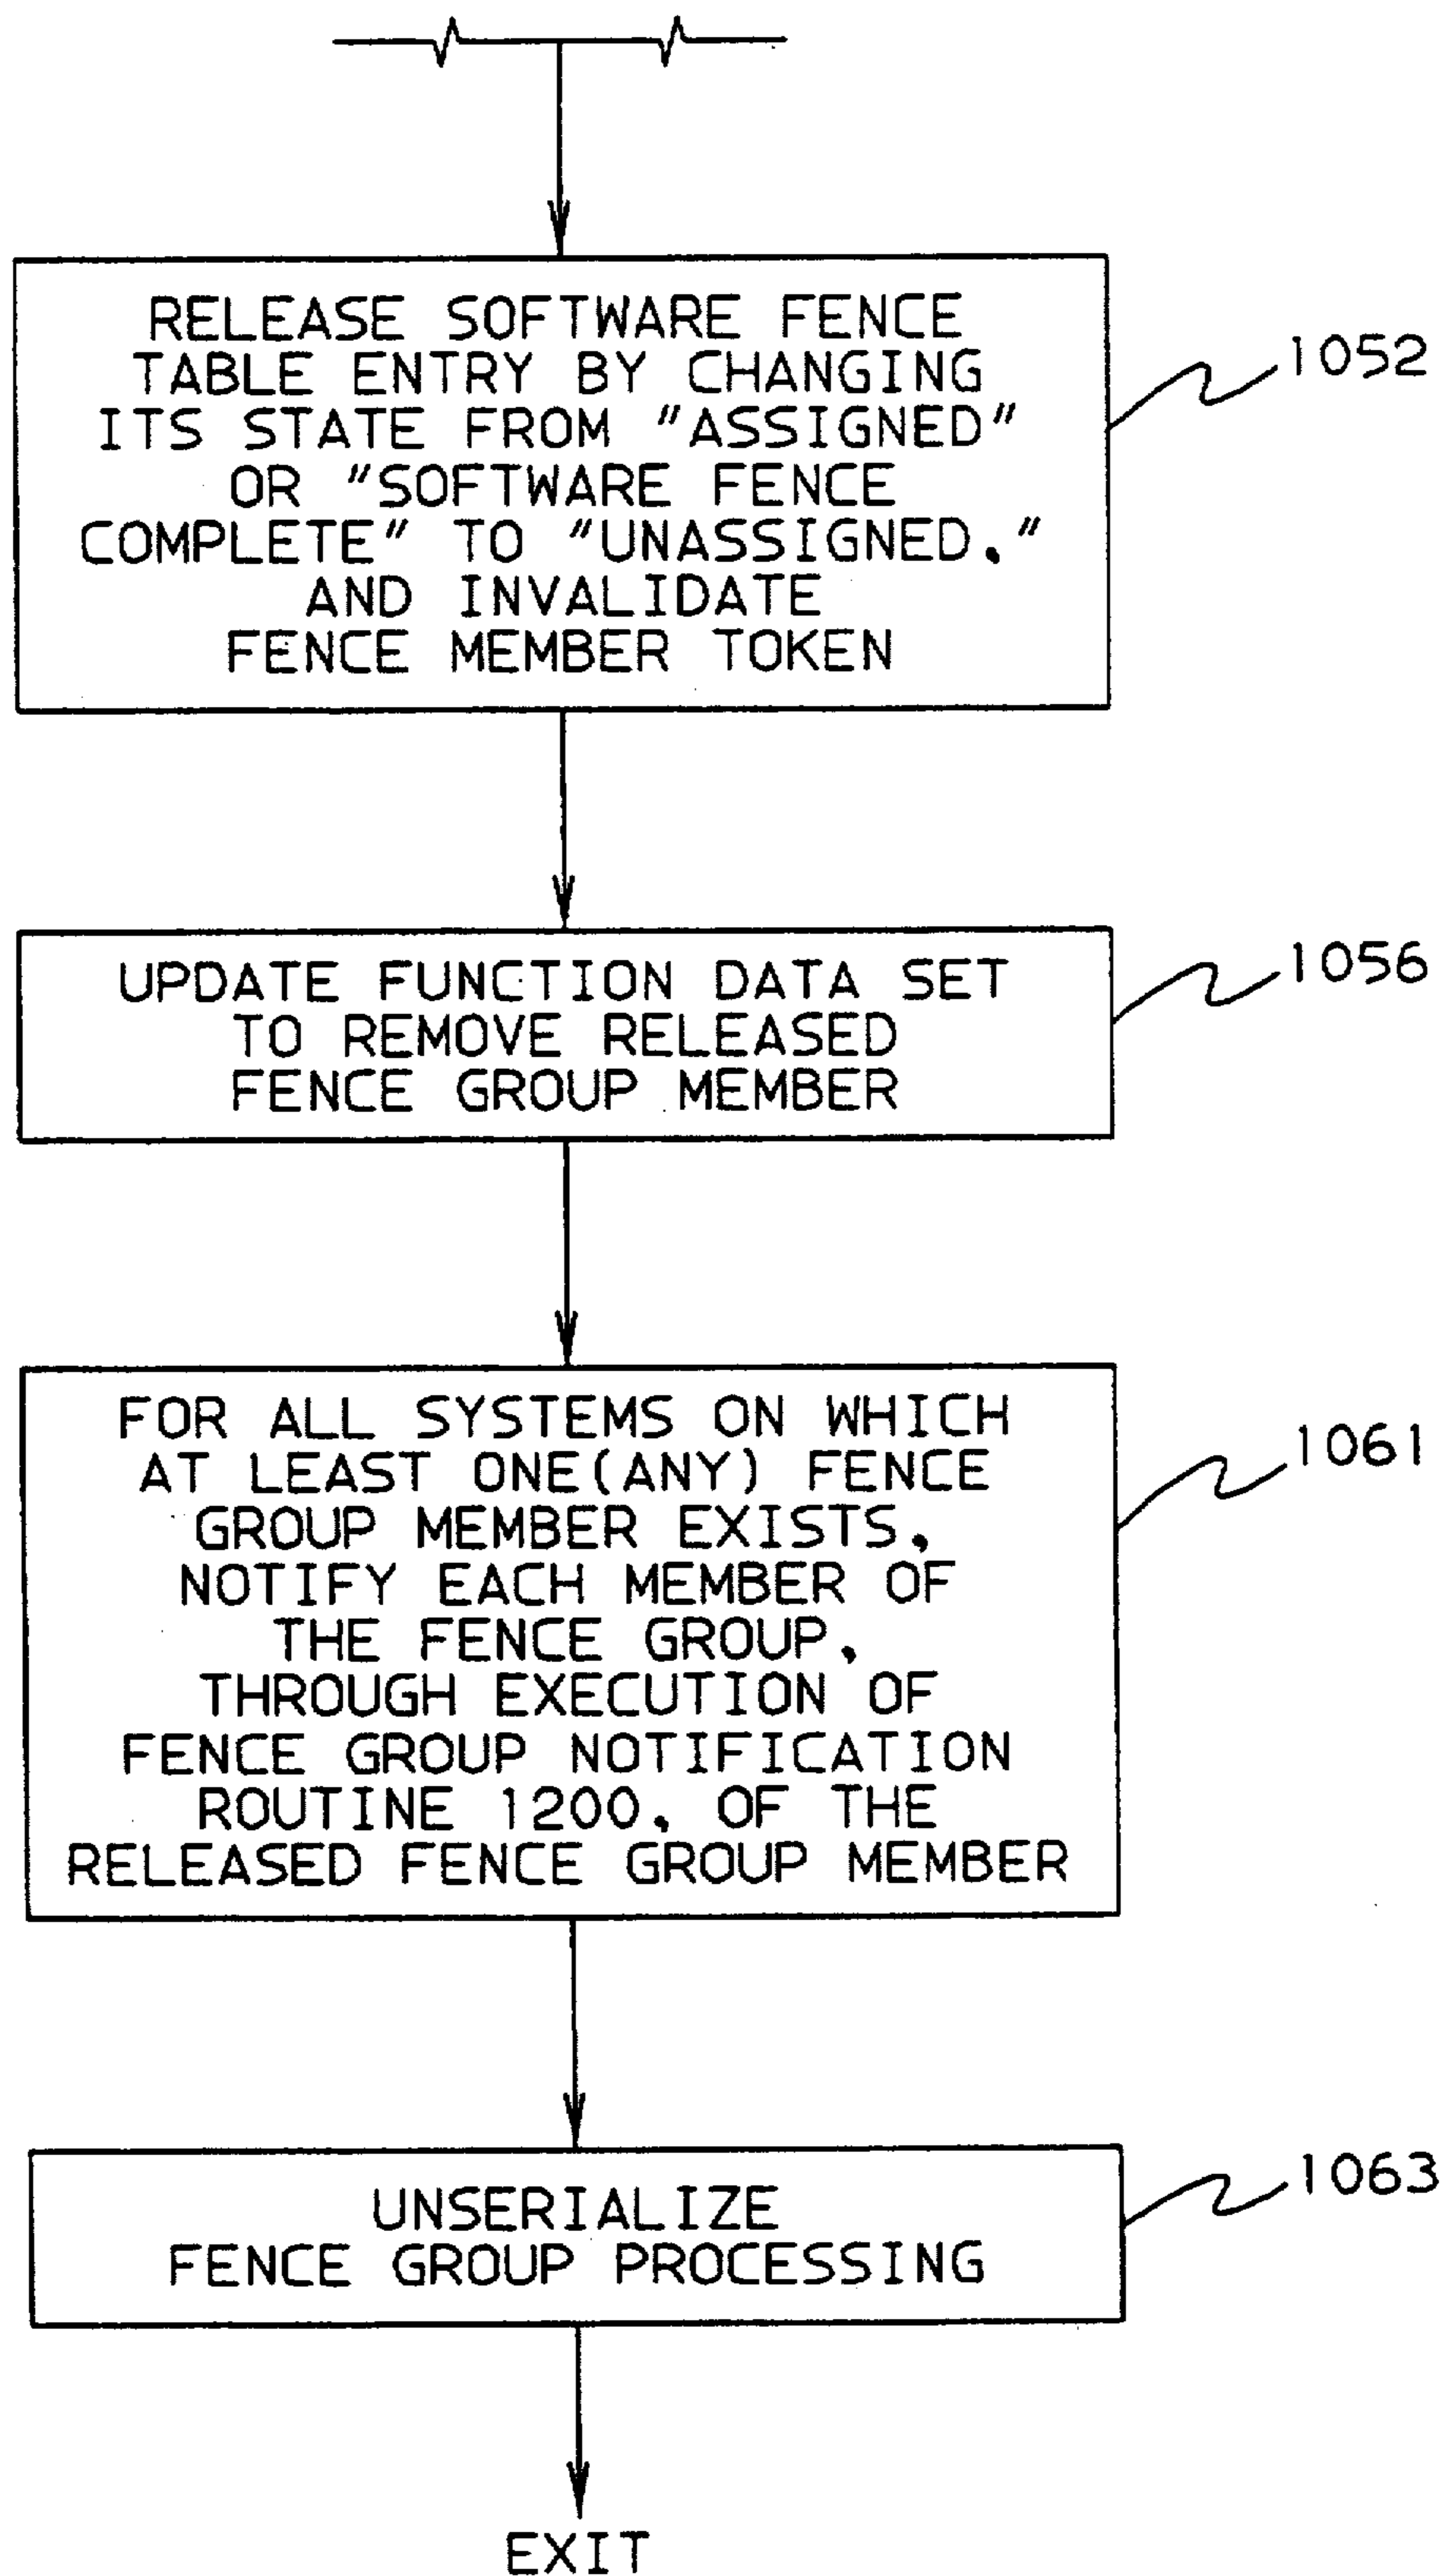 RELEASE SOFTWARE FENCE
TABLE ENTRY BY CHANGING
ITS STATE FROM "ASSIGNED"
OR "SOFTWARE FENCE
COMPLETE" TO "UNASSIGNED,"
AND INVALIDATE
FENCE MEMBER TOKEN
1052
UPDATE FUNCTION DATA SET
TO REMOVE RELEASED
FENCE GROUP MEMBER
1056
FOR ALL SYSTEMS ON WHICH
AT LEAST ONE(ANY) FENCE
GROUP MEMBER EXISTS,
NOTIFY EACH MEMBER OF
THE FENCE GROUP,
THROUGH EXECUTION OF
FENCE GROUP NOTIFICATION
ROUTINE 1200, OF THE
RELEASED FENCE GROUP MEMBER
1061
UNSERIALIZE
FENCE GROUP PROCESSING
1063
EXIT